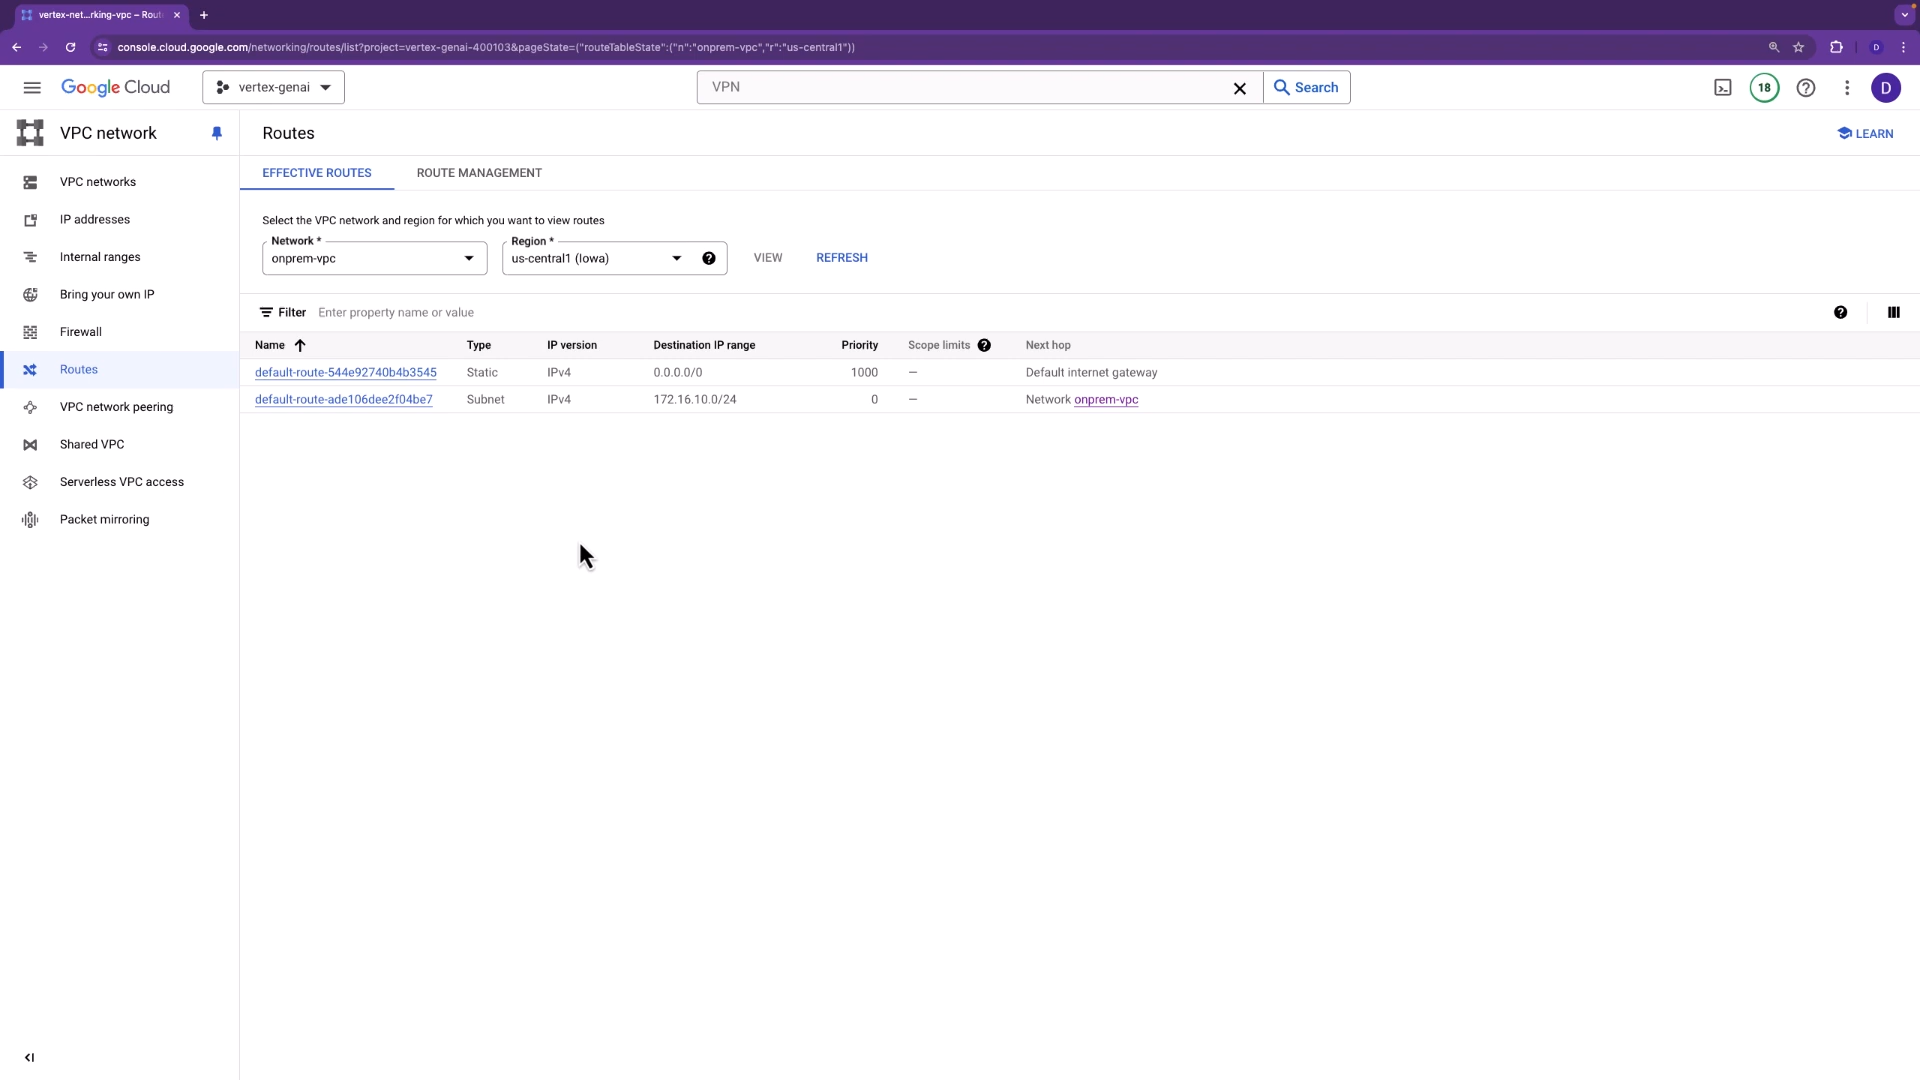 vertex-net...rking-vpc – Rout
console.cloud.google.com/networking/routes/list?project=vertex-genai-400103&pageState=("routeTableState":("n":"onprem-vpc","r":"us-central1"))
D
Google Cloud
vertex-genai
VPN
Search
18
D
VPC network
Routes
LEARN
VPC networks
IP addresses
Internal ranges
Bring your own IP
Firewall
Routes
VPC network peering
Shared VPC
Serverless VPC access
Packet mirroring
EFFECTIVE ROUTES
ROUTE MANAGEMENT
Select the VPC network and region for which you want to view routes
Network *
onprem-vpc
Region *
us-central1 (Iowa)
VIEW
REFRESH
Filter Enter property name or value
Name Type IP version Destination IP range Priority Scope limits Next hop
default-route-544e92740b4b3545 Static IPv4 0.0.0.0/0 1000 — Default internet gateway
default-route-ade106dee2f04be7 Subnet IPv4 172.16.10.0/24 0 — Network onprem-vpc